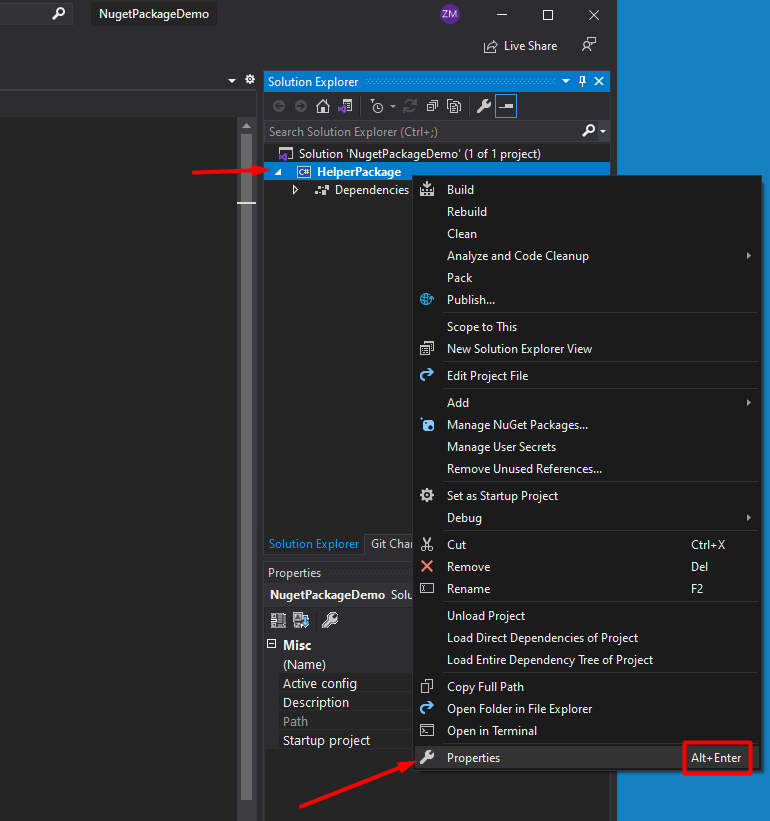 NugetPackageDemo
ZM
Live Share
Solution Explorer
Search Solution Explorer (Ctrl+;)
Solution 'NugetPackageDemo' (1 of 1 project)
C# HelperPackage
Dependencies
Build
Rebuild
Clean
Analyze and Code Cleanup
Pack
Publish...
Scope to This
New Solution Explorer View
Edit Project File
Add
Manage NuGet Packages...
Manage User Secrets
Remove Unused References...
Set as Startup Project
Debug
Cut Ctrl+X
Remove Del
Rename F2
Unload Project
Load Direct Dependencies of Project
Load Entire Dependency Tree of Project
Copy Full Path
Open Folder in File Explorer
Open in Terminal
Properties Alt+Enter
Solution Explorer Git Char
Properties
NugetPackageDemo Solu
Misc
(Name)
Active config
Description
Path
Startup project